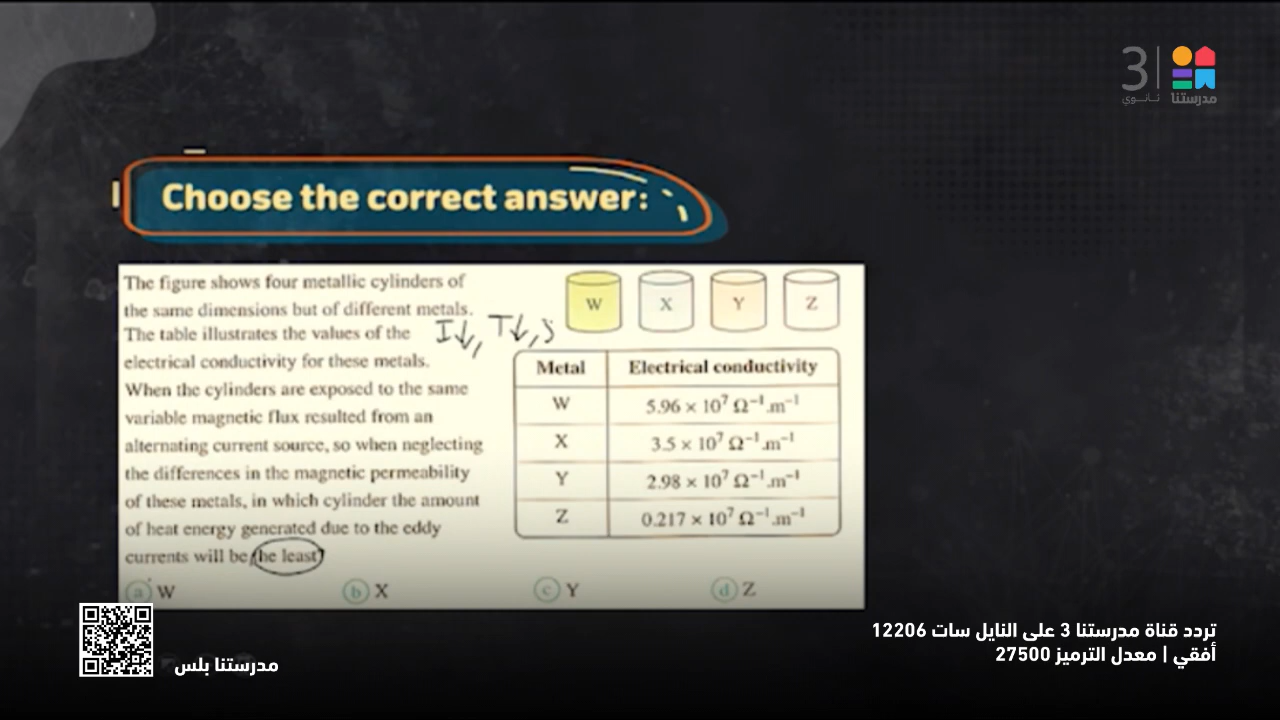 3
ثانوي
مدرستنا
Choose the correct answer:
The figure shows four metallic cylinders of
the same dimensions but of different metals.
The table illustrates the values of the
electrical conductivity for these metals.
When the cylinders are exposed to the same
variable magnetic flux resulted from an
alternating current source, so when neglecting
the differences in the magnetic permeability
of these metals, in which cylinder the amount
of heat energy generated due to the eddy
currents will be the least?
I↓, T↓,
W X Y Z
Metal Electrical conductivity
W 5.96 × 10⁷ Ω⁻¹.m⁻¹
X 3.5 × 10⁷ Ω⁻¹.m⁻¹
Y 2.98 × 10⁷ Ω⁻¹.m⁻¹
Z 0.217 × 10⁷ Ω⁻¹.m⁻¹
a W b X c Y d Z
مدرستنا بلس
تردد قناة مدرستنا 3 على النايل سات 12206
أفقي | معدل الترميز 27500